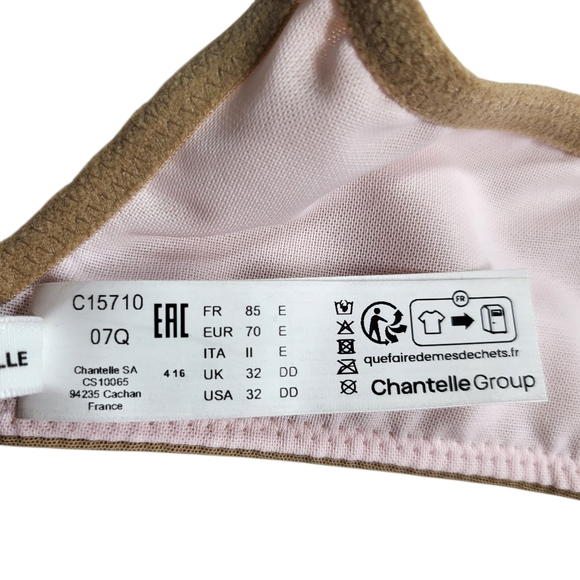 LLE
C15710
07Q
Chantelle SA
CS10065
94235 Cachan
France
EAC
4 16
FR 85 E
EUR 70 E
ITA II E
UK 32 DD
USA 32 DD
FR
quefairedemesdechets.fr
Chantelle Group